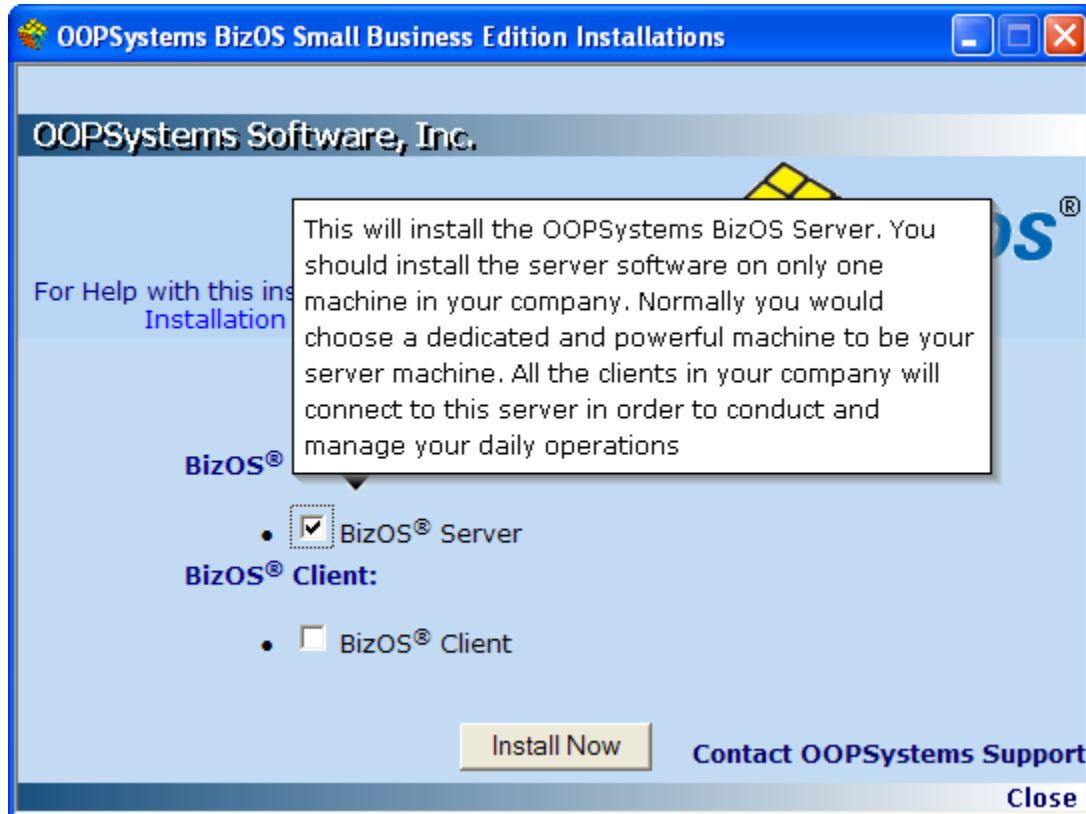 OOPSystems BizOS Small Business Edition Installations
OOPSystems Software, Inc.
OS®
This will install the OOPSystems BizOS Server. You
should install the server software on only one
machine in your company. Normally you would
choose a dedicated and powerful machine to be your
server machine. All the clients in your company will
connect to this server in order to conduct and
manage your daily operations
For Help with this ins
Installation
BizOS®
BizOS® Server
BizOS® Client:
BizOS® Client
Install Now
Contact OOPSystems Support
Close